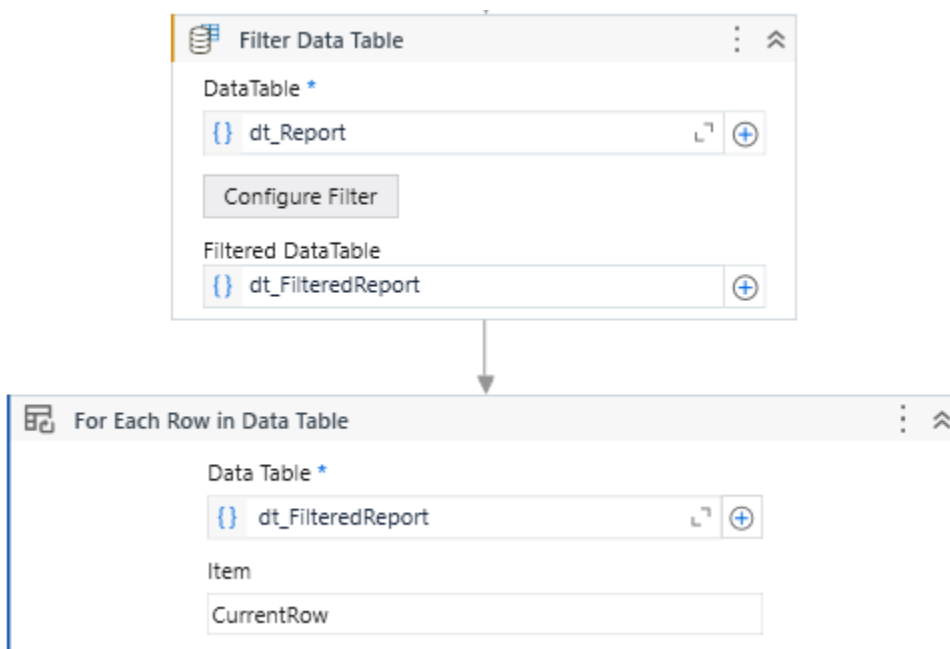 Filter Data Table
DataTable *
{} dt_Report
Configure Filter
Filtered DataTable
{} dt_FilteredReport
For Each Row in Data Table
Data Table *
{} dt_FilteredReport
Item
CurrentRow